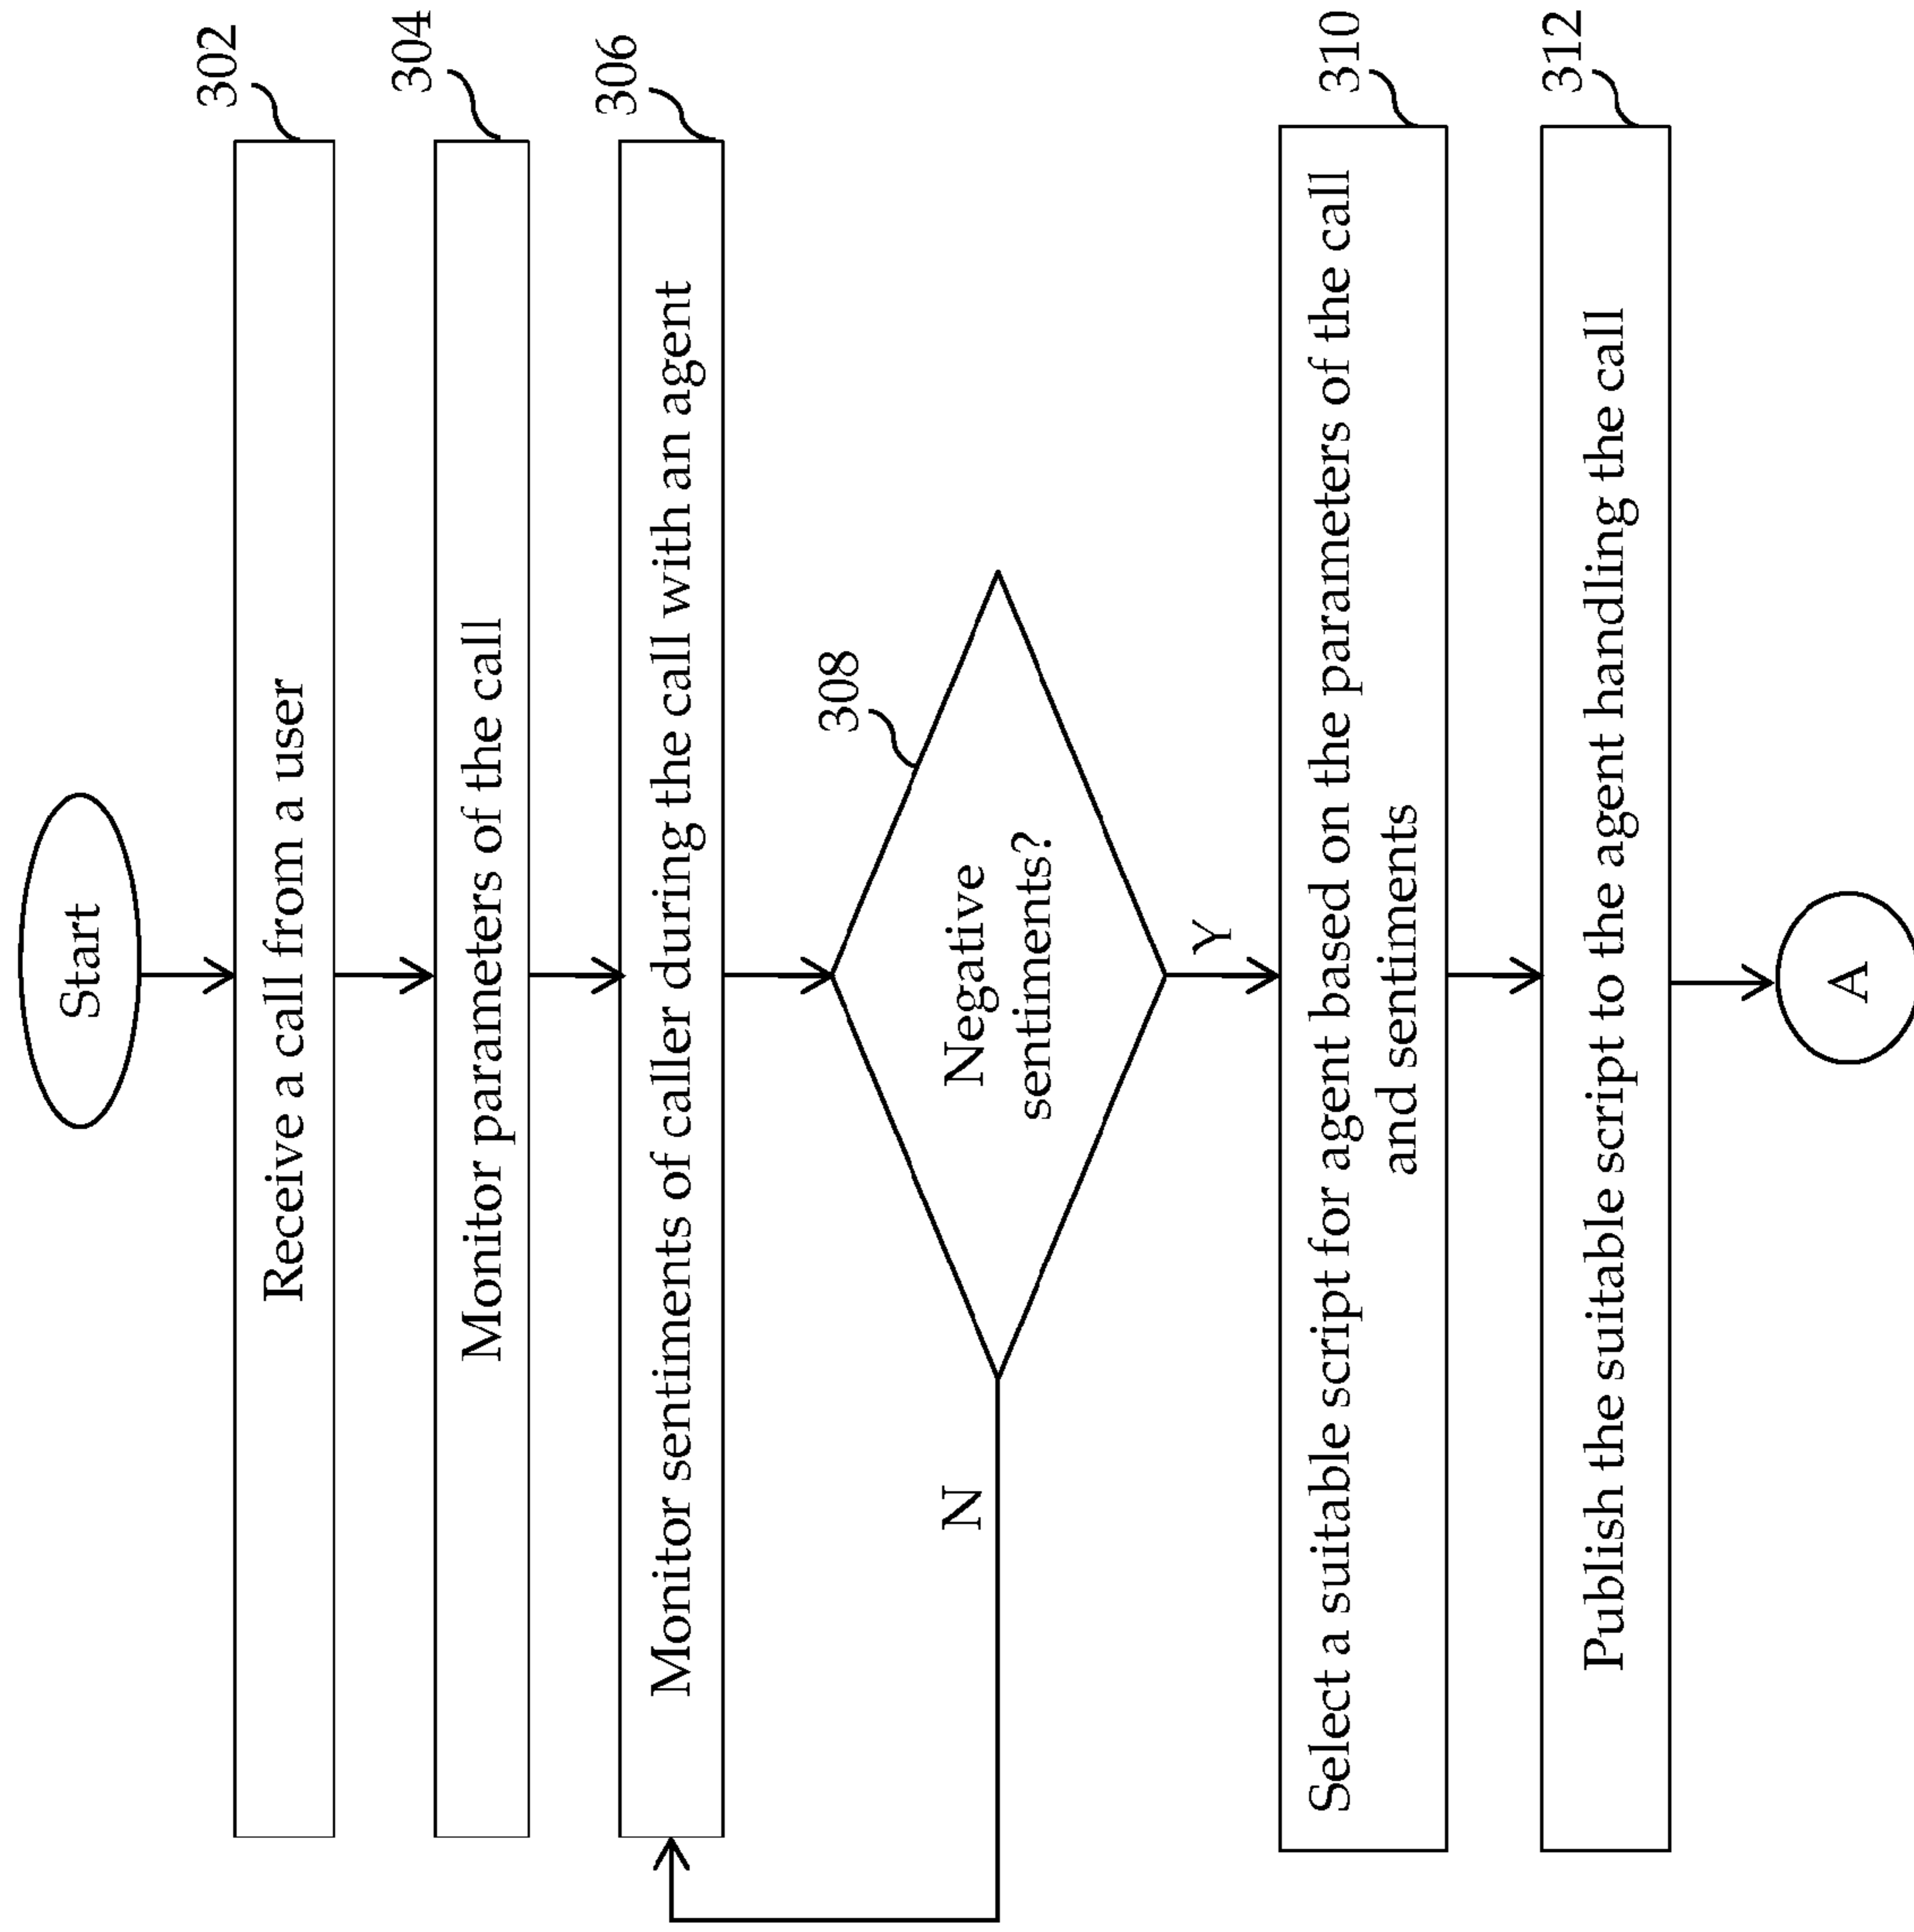 Start
302
Receive a call from a user
304
Monitor parameters of the call
306
Monitor sentiments of caller during the call with an agent
308
Negative
sentiments?
N
Y
310
Select a suitable script for agent based on the parameters of the call
and sentiments
312
Publish the suitable script to the agent handling the call
A